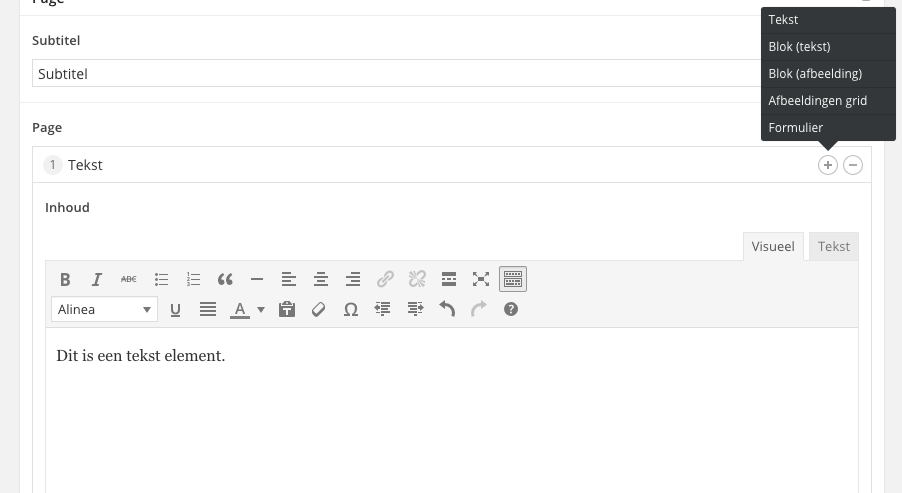 Page
Tekst
Blok (tekst)
Blok (afbeelding)
Afbeeldingen grid
Formulier
Subtitel
Subtitel
Page
1 Tekst
Inhoud
Visueel Tekst
B I ABC
Alinea U A
Dit is een tekst element.